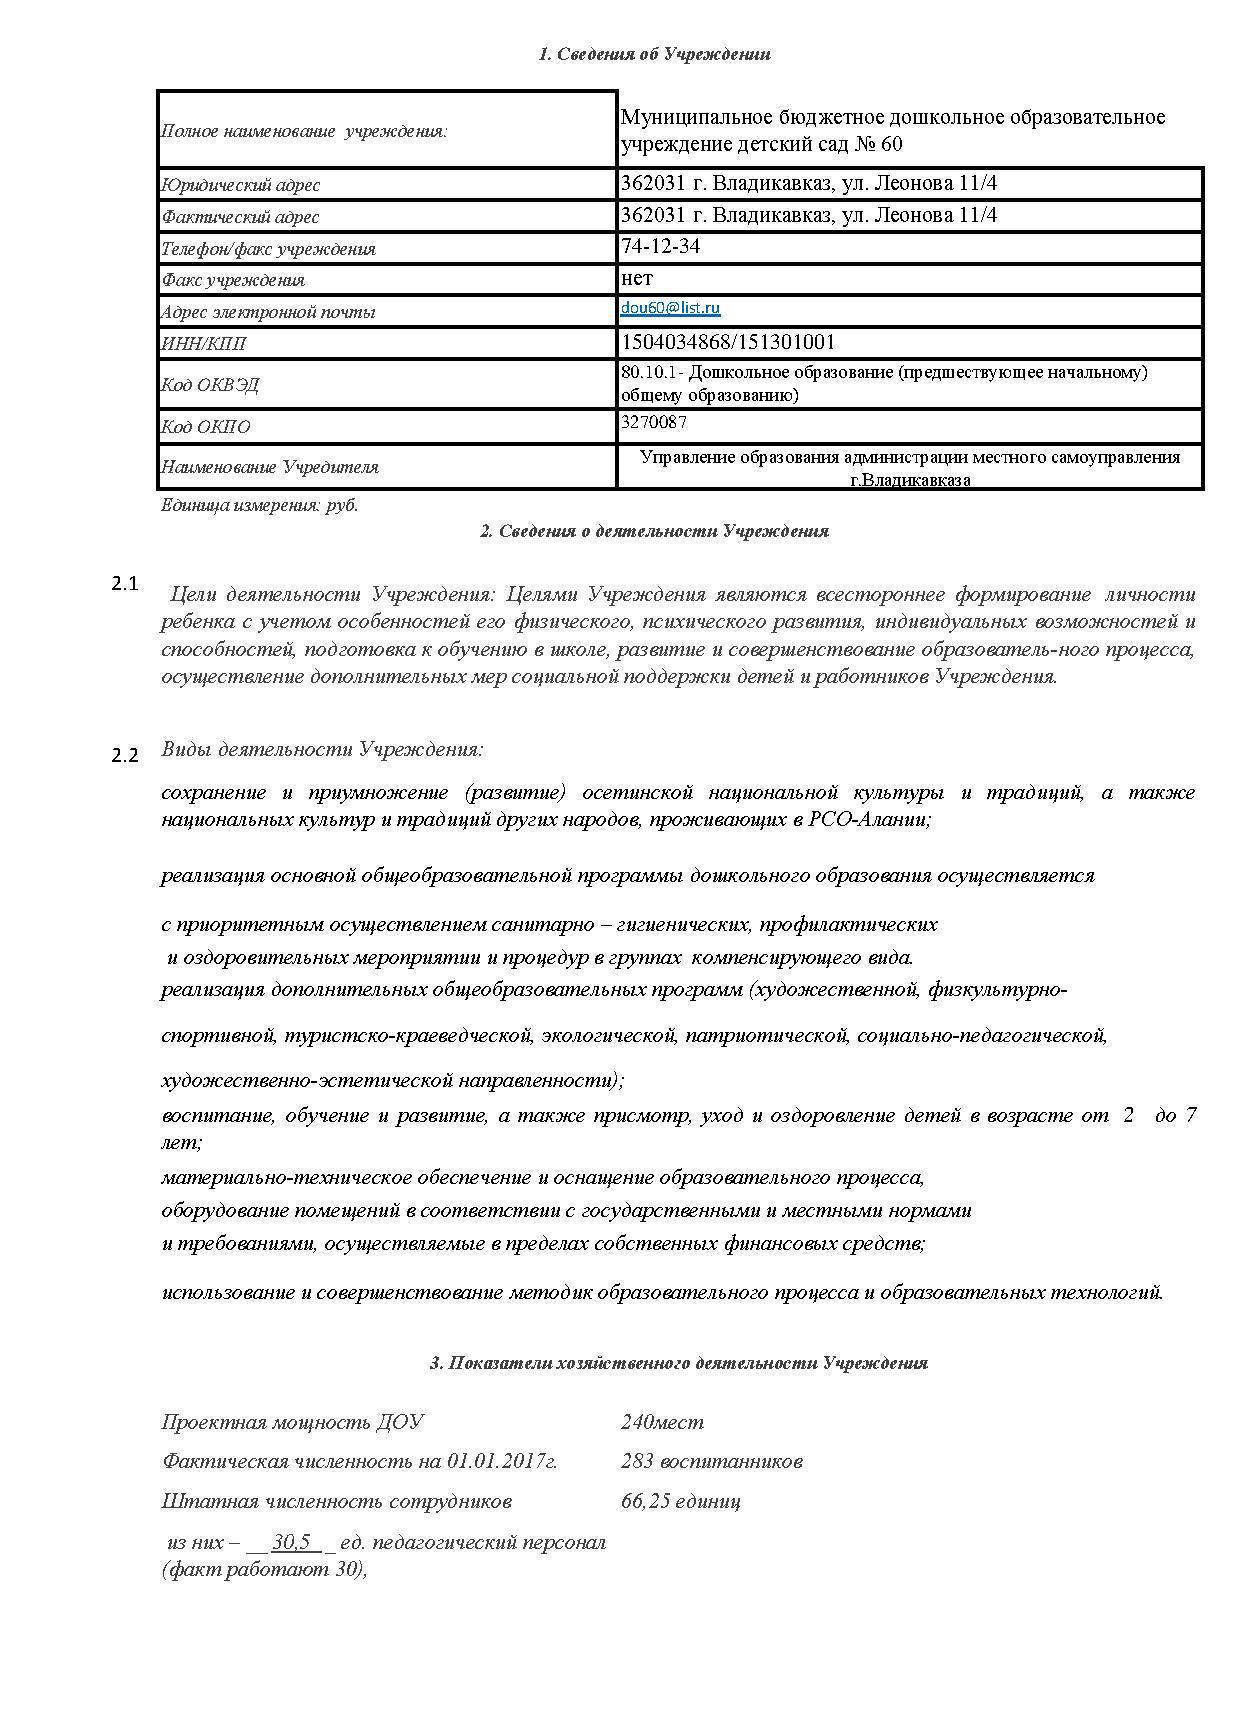 1. Сведения об Учреждении
Полное наименование учреждения:
Муниципальное бюджетное дошкольное образовательное
учреждение детский сад № 60
Юридический адрес
362031 г. Владикавказ, ул. Леонова 11/4
Фактический адрес
362031 г. Владикавказ, ул. Леонова 11/4
Телефон/факс учреждения
74-12-34
Факс учреждения
нет
Адрес электронной почты
dou60@list.ru
ИНН/КПП
1504034868/151301001
Код ОКВЭД
80.10.1- Дошкольное образование (предшествующее начальному)
общему образованию)
Код ОКПО
3270087
Наименование Учредителя
Управление образования администрации местного самоуправления
г.Владикавказа
Единица измерения: руб.
2. Сведения о деятельности Учреждения
2.1
Цели деятельности Учреждения: Целями Учреждения являются всестороннее формирование личности
ребенка с учетом особенностей его физического, психического развития, индивидуальных возможностей и
способностей, подготовка к обучению в школе, развитие и совершенствование образователь-ного процесса,
осуществление дополнительных мер социальной поддержки детей и работников Учреждения.
2.2 Виды деятельности Учреждения:
сохранение и приумножение (развитие) осетинской национальной культуры и традиций, а также
национальных культур и традиций других народов, проживающих в РСО-Алании;
реализация основной общеобразовательной программы дошкольного образования осуществляется
с приоритетным осуществлением санитарно – гигиенических, профилактических
и оздоровительных мероприятии и процедур в группах компенсирующего вида.
реализация дополнительных общеобразовательных программ (художественной, физкультурно-
спортивной, туристско-краеведческой, экологической, патриотической, социально-педагогической,
художественно-эстетической направленности);
воспитание, обучение и развитие, а также присмотр, уход и оздоровление детей в возрасте от 2 до 7
лет;
материально-техническое обеспечение и оснащение образовательного процесса,
оборудование помещений в соответствии с государственными и местными нормами
и требованиями, осуществляемые в пределах собственных финансовых средств;
использование и совершенствование методик образовательного процесса и образовательных технологий.
3. Показатели хозяйственного деятельности Учреждения
Проектная мощность ДОУ 240мест
Фактическая численность на 01.01.2017г. 283 воспитанников
Штатная численность сотрудников 66,25 единиц
из них – __ 30,5 _ ед. педагогический персонал
(факт работают 30),